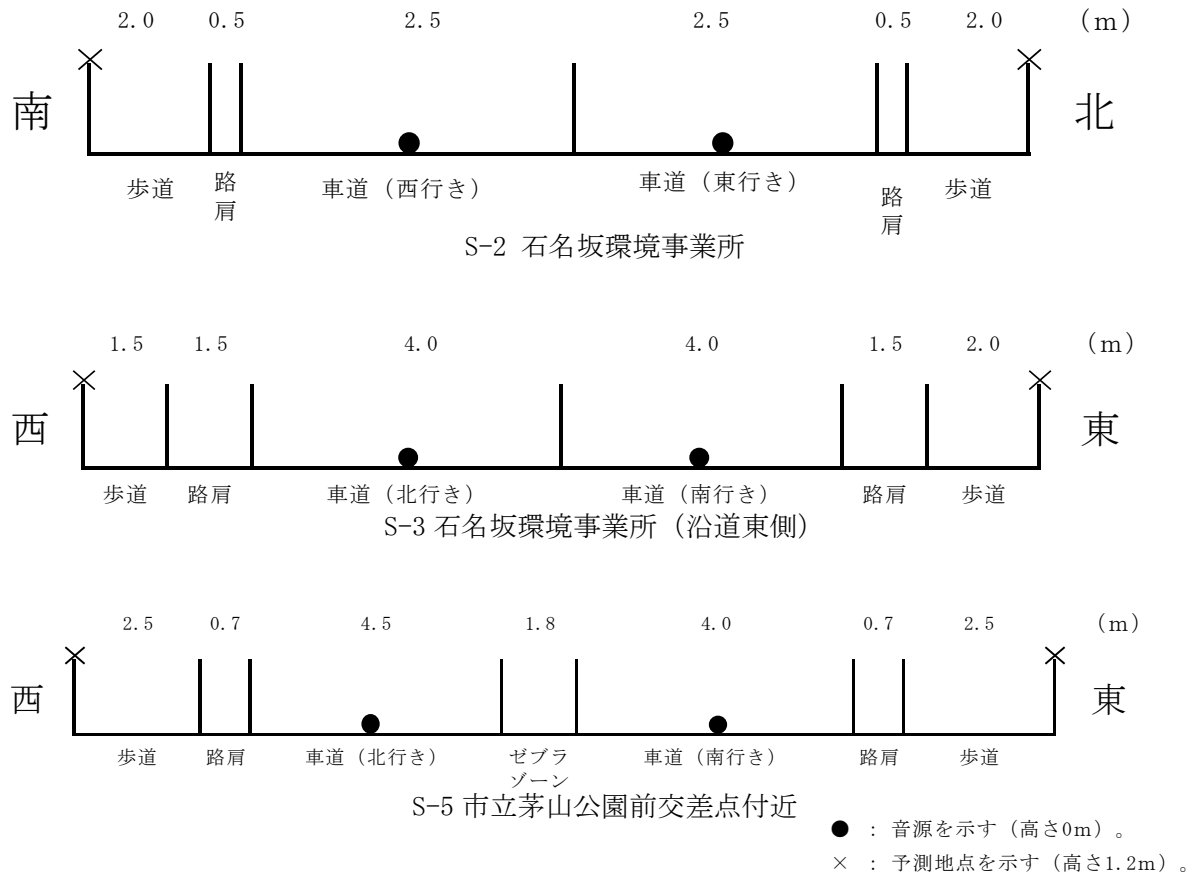 2.0 0.5 2.5 2.5 0.5 2.0 （m）
南 北
歩道 路肩 車道（西行き） 車道（東行き） 路肩 歩道
S-2 石名坂環境事業所
1.5 1.5 4.0 4.0 1.5 2.0 （m）
西 東
歩道 路肩 車道（北行き） 車道（南行き） 路肩 歩道
S-3 石名坂環境事業所（沿道東側）
2.5 0.7 4.5 1.8 4.0 0.7 2.5 （m）
西 東
歩道 路肩 車道（北行き） ゼブラゾーン 車道（南行き） 路肩 歩道
S-5 市立茅山公園前交差点付近
● ： 音源を示す（高さ0m）。
× ： 予測地点を示す（高さ1.2m）。